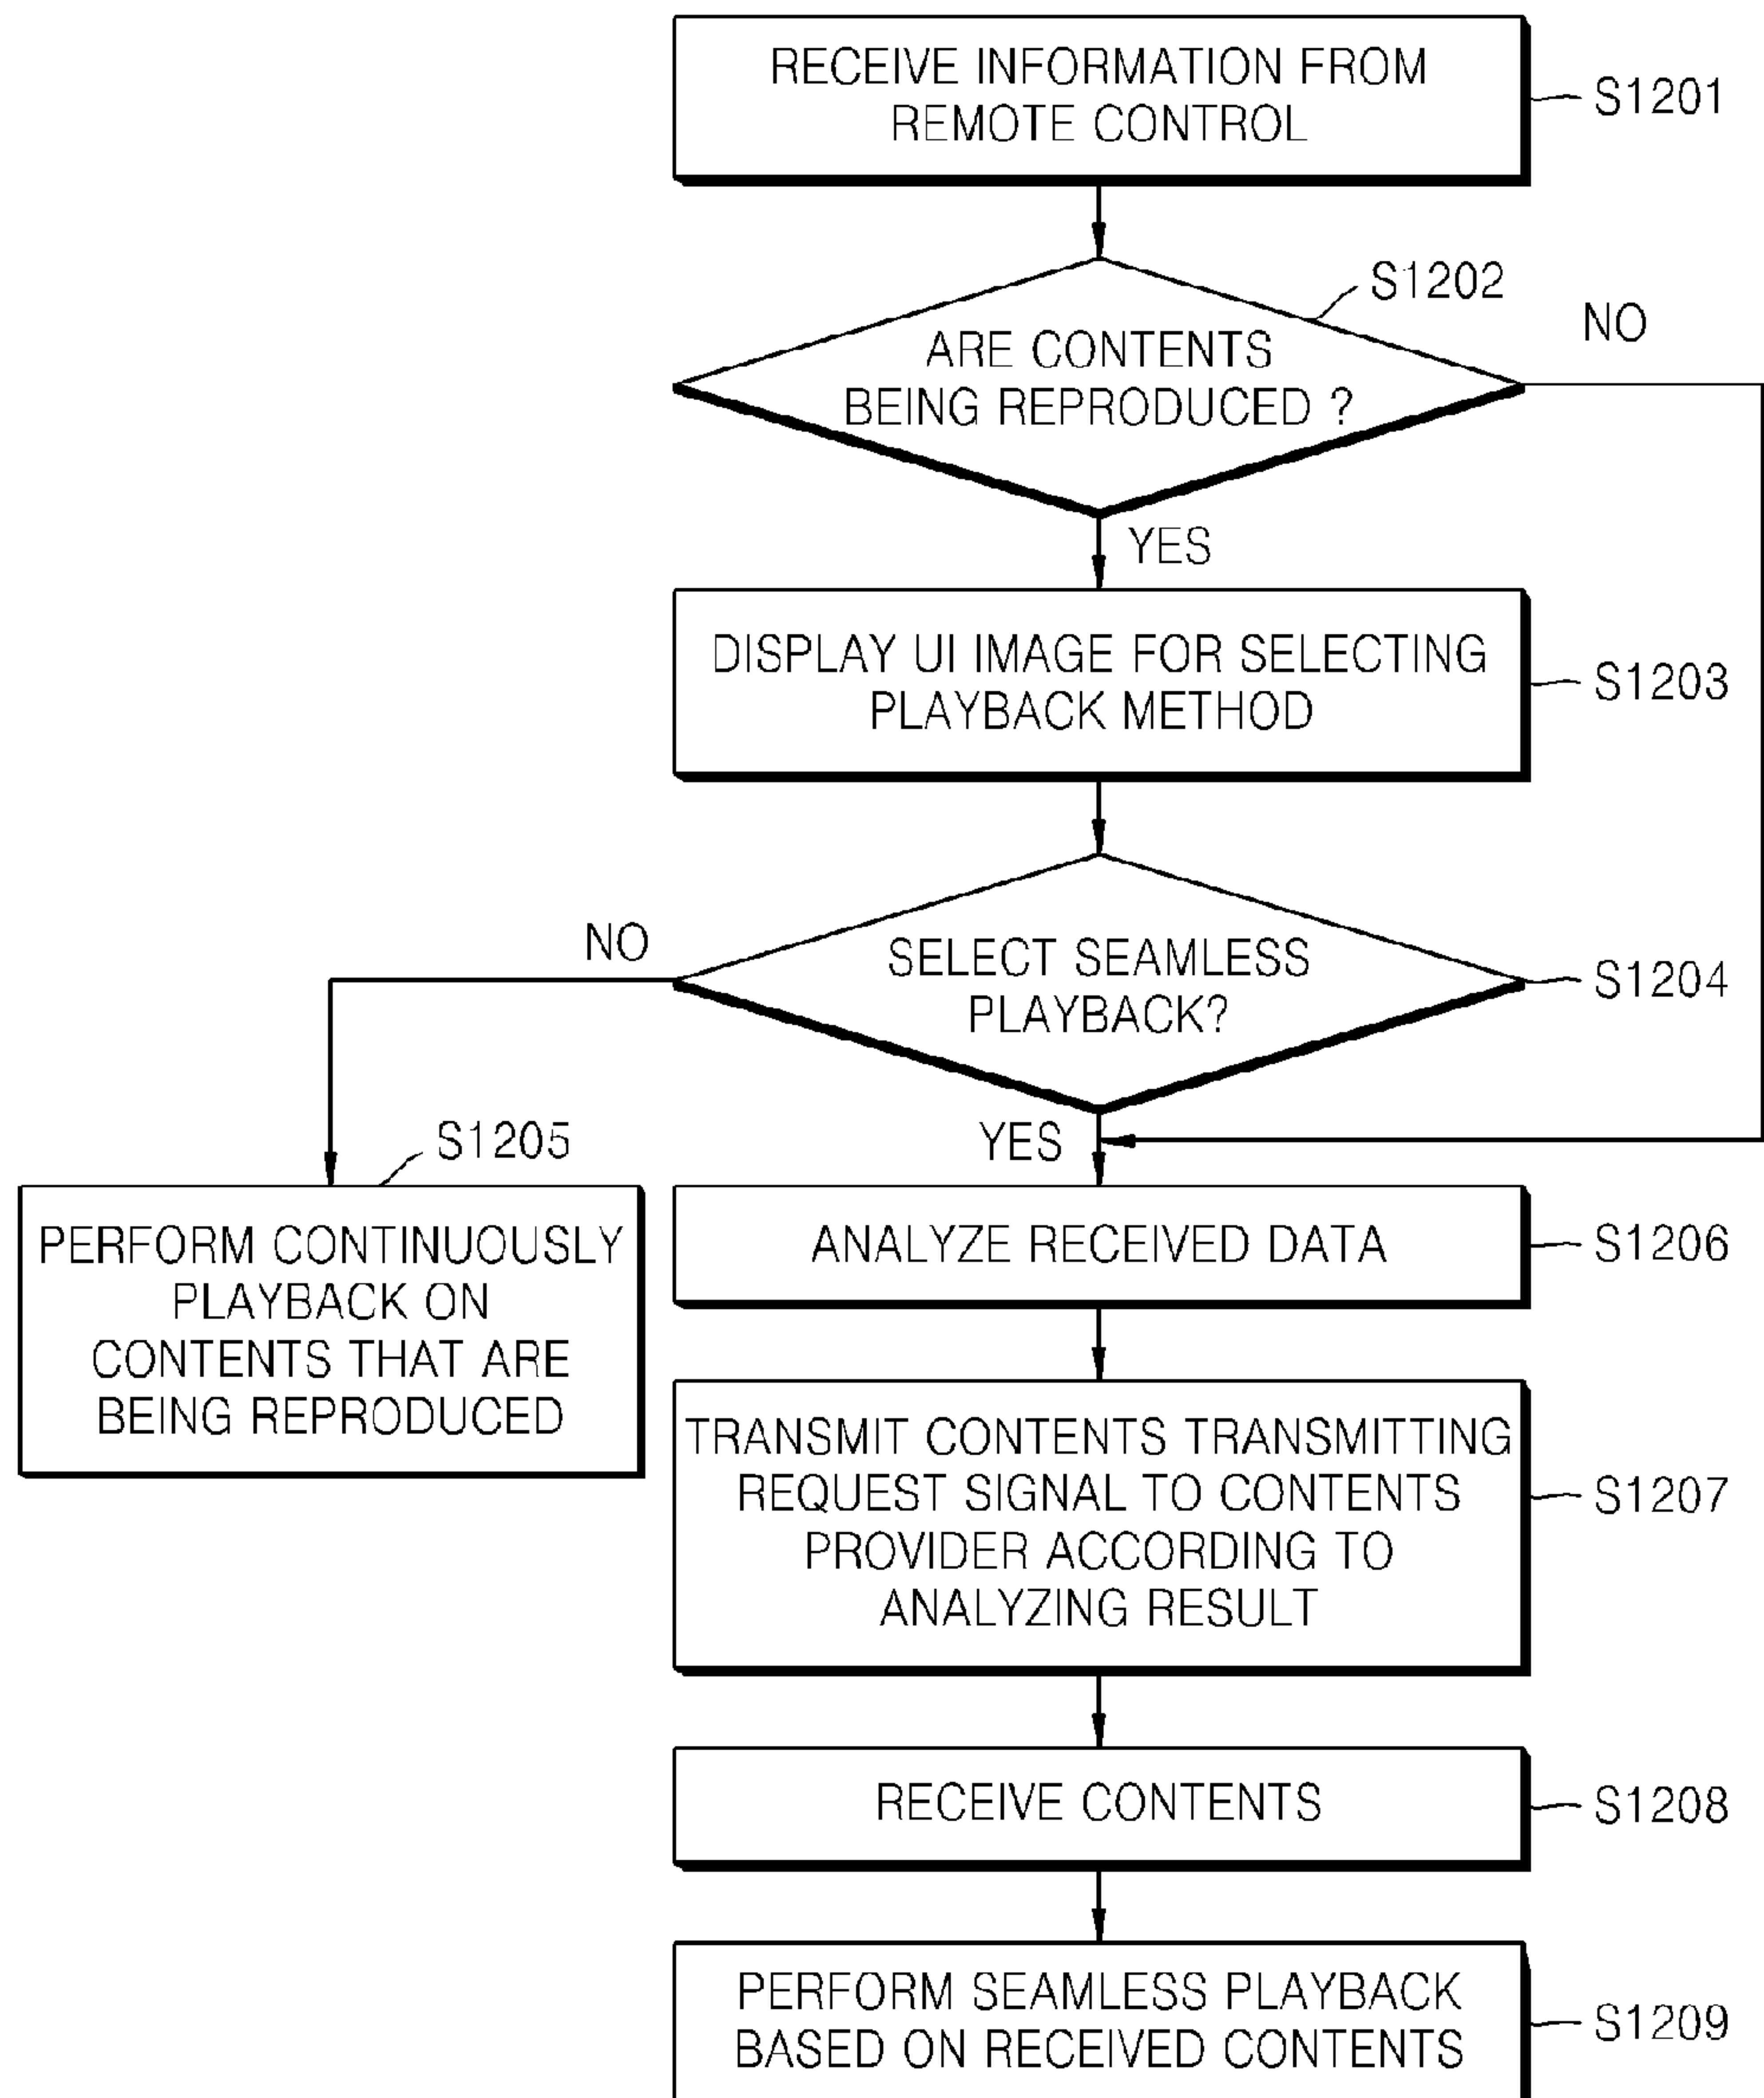 RECEIVE INFORMATION FROM
REMOTE CONTROL
S1201
S1202
NO
ARE CONTENTS
BEING REPRODUCED ?
YES
DISPLAY UI IMAGE FOR SELECTING
PLAYBACK METHOD
S1203
NO
SELECT SEAMLESS
PLAYBACK?
S1204
YES
S1205
PERFORM CONTINUOUSLY
PLAYBACK ON
CONTENTS THAT ARE
BEING REPRODUCED
ANALYZE RECEIVED DATA
S1206
TRANSMIT CONTENTS TRANSMITTING
REQUEST SIGNAL TO CONTENTS
PROVIDER ACCORDING TO
ANALYZING RESULT
S1207
RECEIVE CONTENTS
S1208
PERFORM SEAMLESS PLAYBACK
BASED ON RECEIVED CONTENTS
S1209